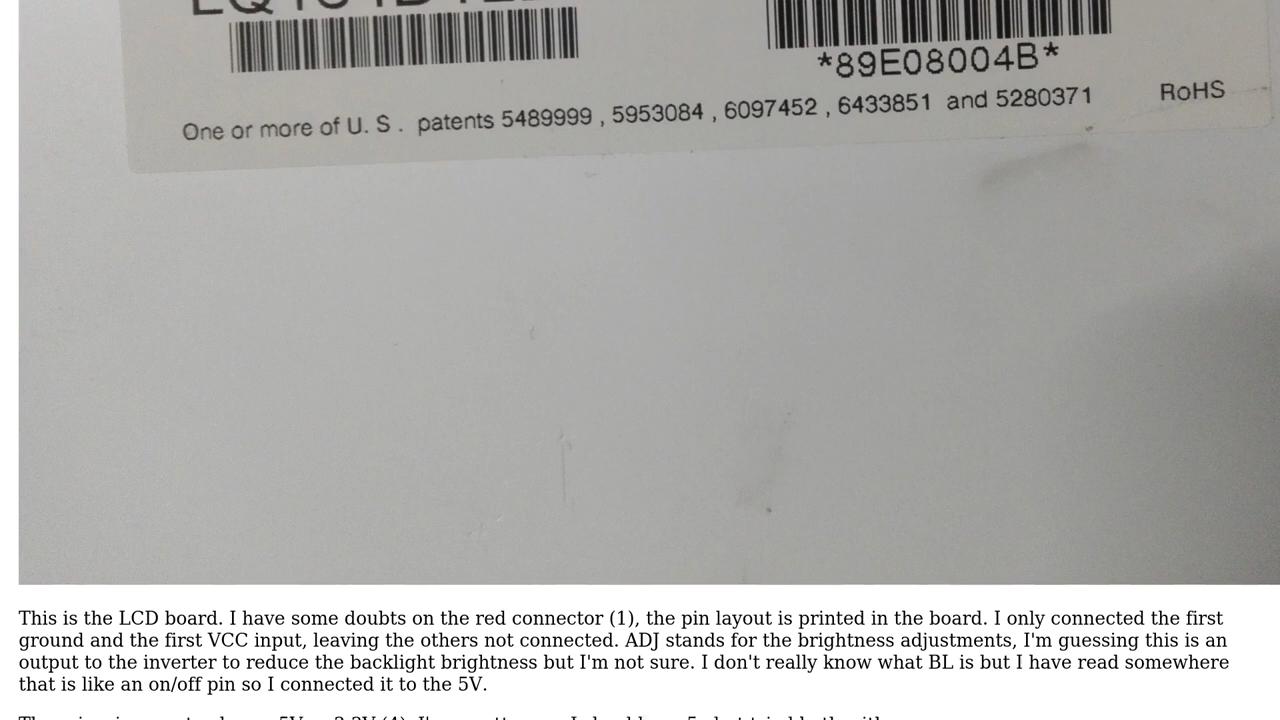 *89E08004B*
One or more of U. S . patents 5489999 , 5953084 , 6097452 , 6433851 and 5280371 RoHS
This is the LCD board. I have some doubts on the red connector (1), the pin layout is printed in the board. I only connected the first
ground and the first VCC input, leaving the others not connected. ADJ stands for the brightness adjustments, I'm guessing this is an
output to the inverter to reduce the backlight brightness but I'm not sure. I don't really know what BL is but I have read somewhere
that is like an on/off pin so I connected it to the 5V.